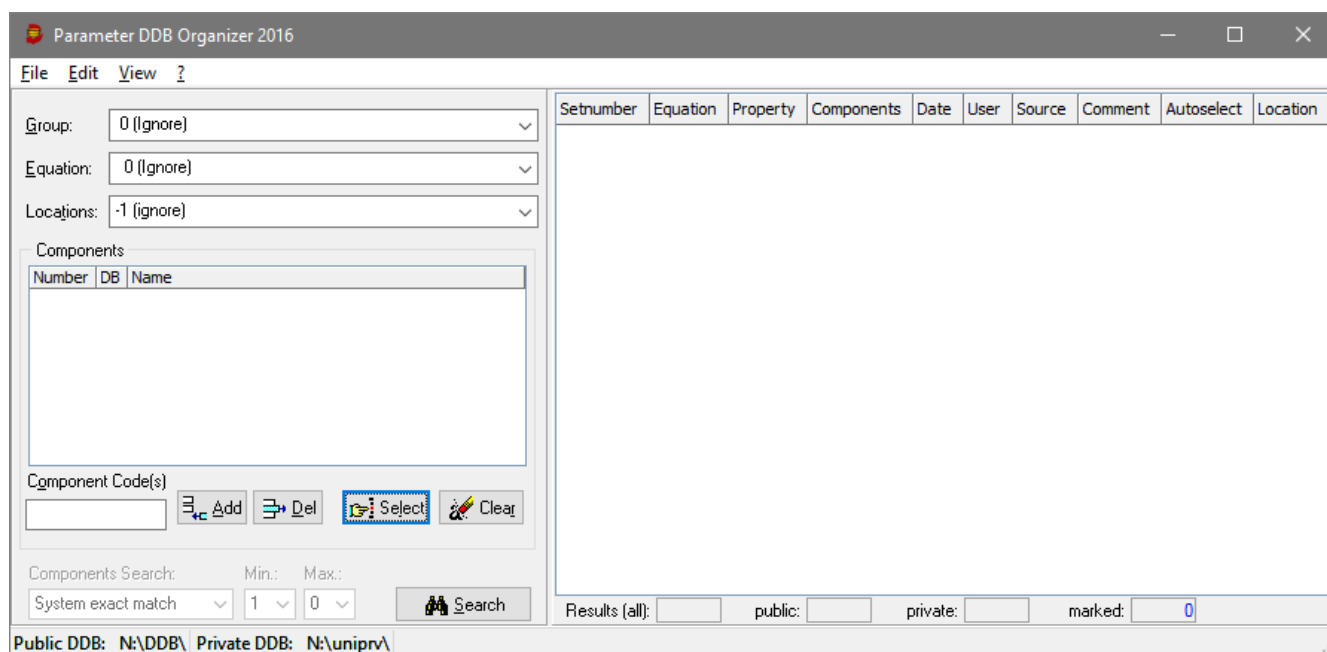 Parameter DDB Organizer 2016
File Edit View ?
Group: 0 (Ignore)
Equation: 0 (Ignore)
Locations: -1 (ignore)
Components
Number DB Name
Component Code(s)
Add Del Select Clear
Components Search: Min.: Max.:
System exact match 1 0 Search
Setnumber Equation Property Components Date User Source Comment Autoselect Location
Results (all): public: private: marked: 0
Public DDB: N:\DDB\ Private DDB: N:\uniprv\